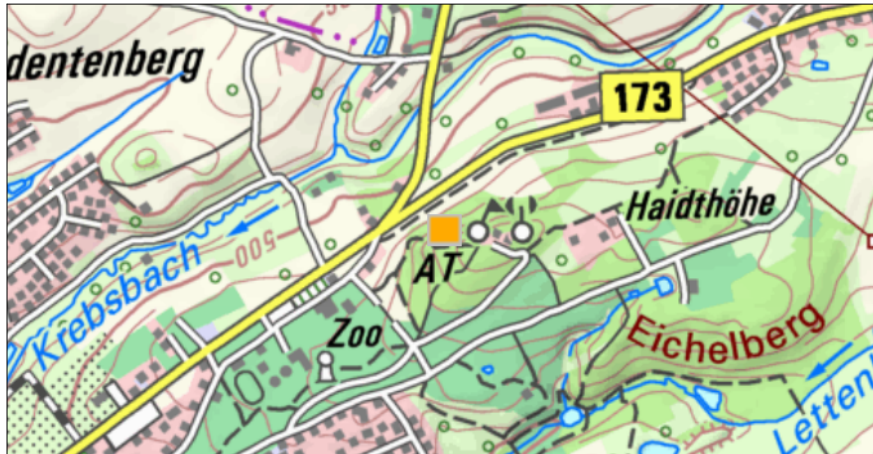 dentenberg
173
Haidthöhe
Krebsbach
500
AT
Zoo
Eichelberg
Letten